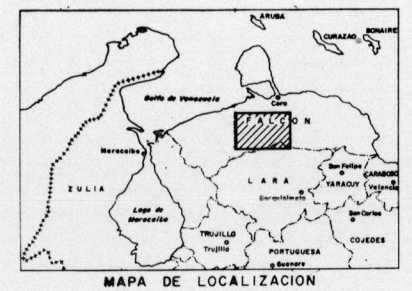 ARUBA
CURAZAO
BONAIRE
Golfo de Venezuela
Coro
FALCON
Maracaibo
San Felipe
CARABOBO
ZULIA
LARA
YARACUY
Valencia
Barquisimeto
Lago de Maracaibo
San Carlos
TRUJILLO
Trujillo
COJEDES
PORTUGUESA
Guanare
MAPA DE LOCALIZACION